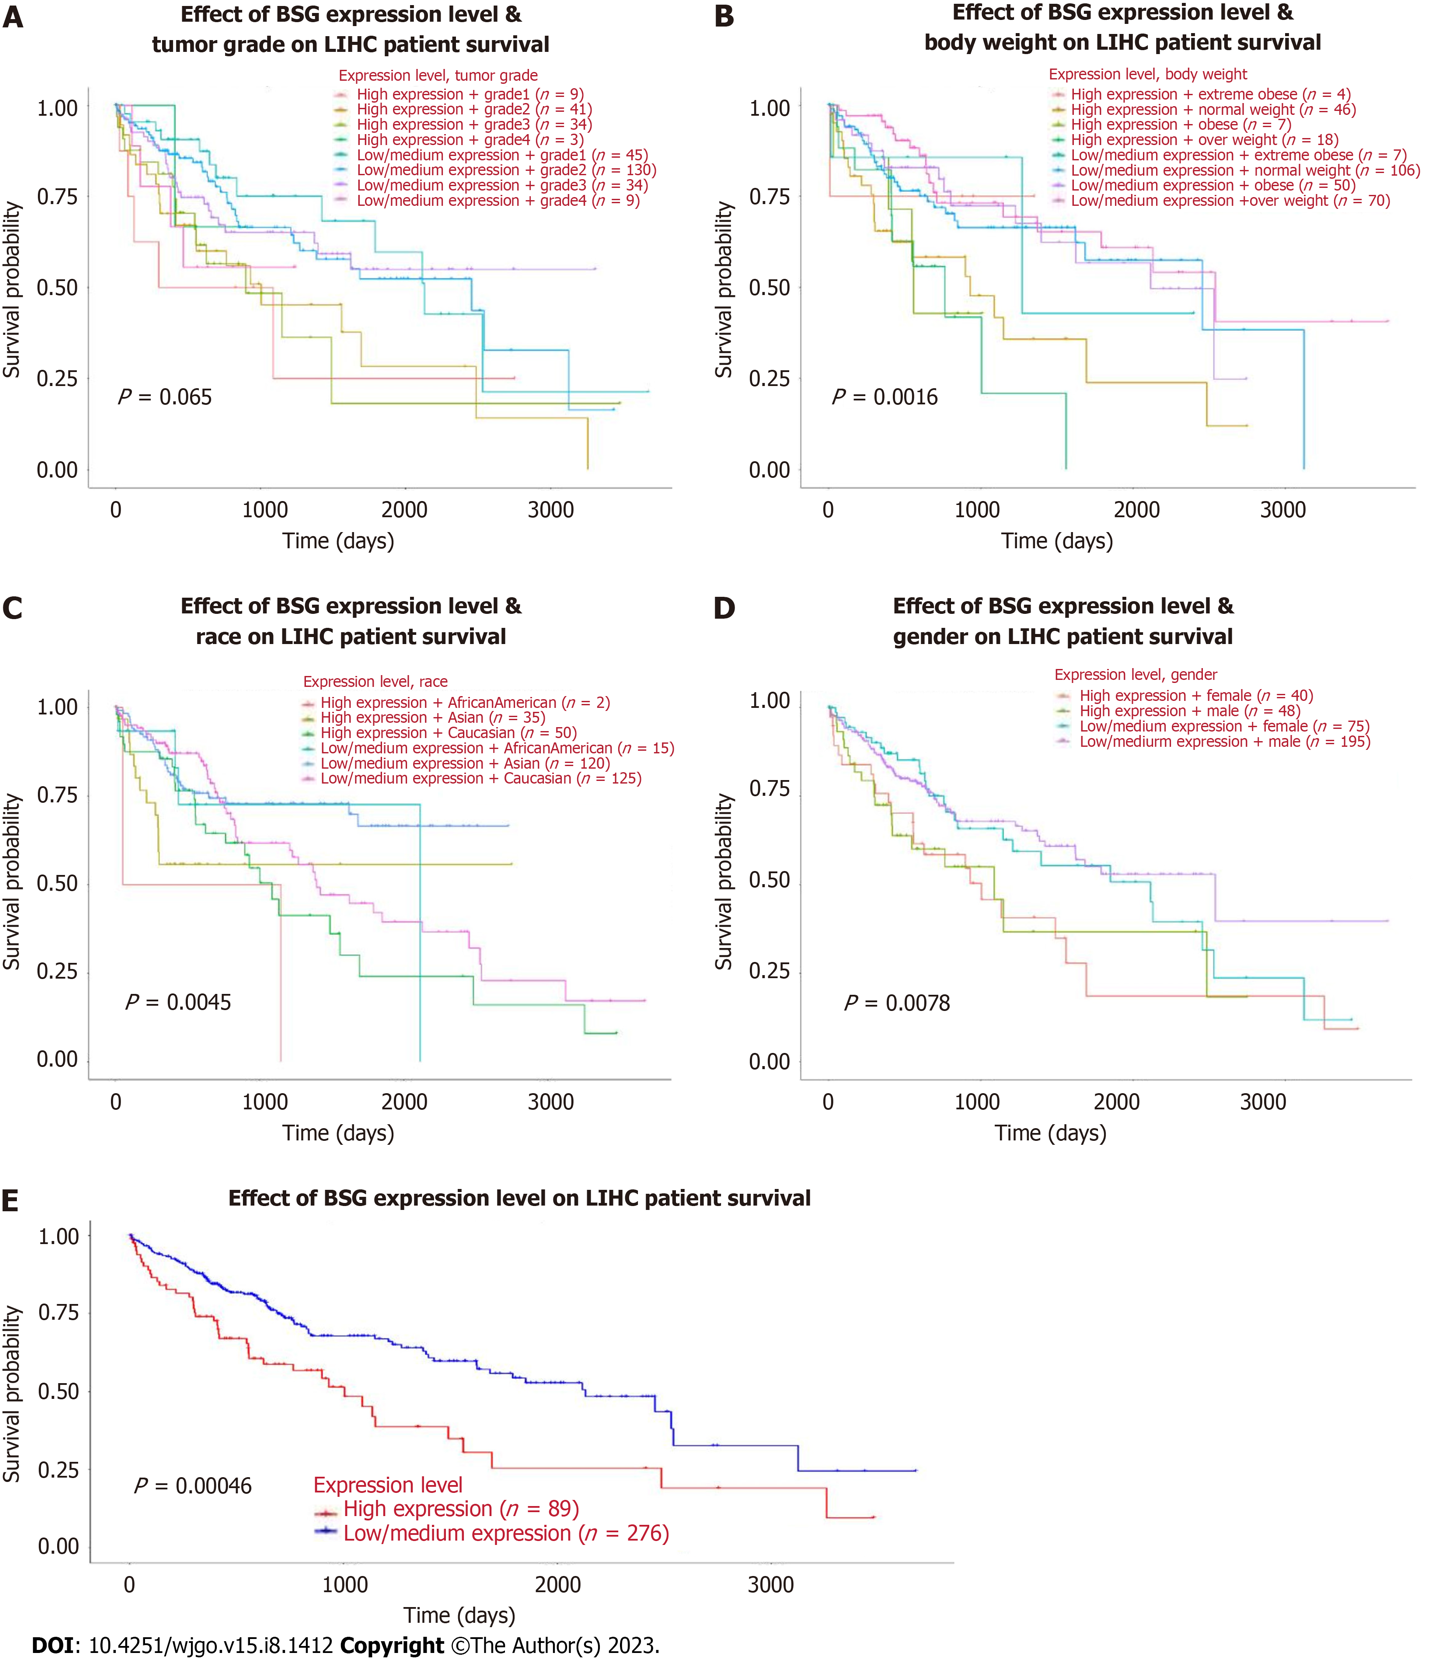 A
Effect of BSG expression level &
tumor grade on LIHC patient survival
Expression level, tumor grade
High expression + grade1 (n = 9)
High expression + grade2 (n = 41)
High expression + grade3 (n = 34)
High expression + grade4 (n = 3)
Low/medium expression + grade1 (n = 45)
Low/medium expression + grade2 (n = 130)
Low/medium expression + grade3 (n = 34)
Low/medium expression + grade4 (n = 9)
Survival probability
1.00
0.75
0.50
0.25
0.00
P = 0.065
0 1000 2000 3000
Time (days)
B
Effect of BSG expression level &
body weight on LIHC patient survival
Expression level, body weight
High expression + extreme obese (n = 4)
High expression + normal weight (n = 46)
High expression + obese (n = 7)
High expression + over weight (n = 18)
Low/medium expression + extreme obese (n = 7)
Low/medium expression + normal weight (n = 106)
Low/medium expression + obese (n = 50)
Low/medium expression +over weight (n = 70)
Survival probability
1.00
0.75
0.50
0.25
0.00
P = 0.0016
0 1000 2000 3000
Time (days)
C
Effect of BSG expression level &
race on LIHC patient survival
Expression level, race
High expression + AfricanAmerican (n = 2)
High expression + Asian (n = 35)
High expression + Caucasian (n = 50)
Low/medium expression + AfricanAmerican (n = 15)
Low/medium expression + Asian (n = 120)
Low/medium expression + Caucasian (n = 125)
Survival probability
1.00
0.75
0.50
0.25
0.00
P = 0.0045
0 1000 2000 3000
Time (days)
D
Effect of BSG expression level &
gender on LIHC patient survival
Expression level, gender
High expression + female (n = 40)
High expression + male (n = 48)
Low/medium expression + female (n = 75)
Low/mediurm expression + male (n = 195)
Survival probability
1.00
0.75
0.50
0.25
0.00
P = 0.0078
0 1000 2000 3000
Time (days)
E
Effect of BSG expression level on LIHC patient survival
Survival probability
1.00
0.75
0.50
0.25
0.00
P = 0.00046
Expression level
High expression (n = 89)
Low/medium expression (n = 276)
0 1000 2000 3000
Time (days)
DOI: 10.4251/wjgo.v15.i8.1412 Copyright ©The Author(s) 2023.